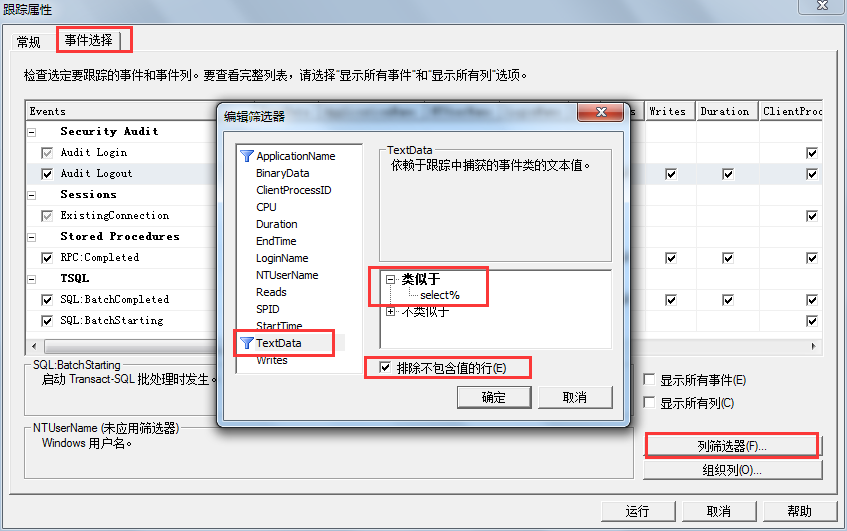 跟踪属性
常规
事件选择
检查选定要跟踪的事件和事件列。要查看完整列表，请选择"显示所有事件"和"显示所有列"选项。
Events
Writes
Duration
ClientProc
Security Audit
Audit Login
Audit Logout
Sessions
ExistingConnection
Stored Procedures
RPC:Completed
TSQL
SQL:BatchCompleted
SQL:BatchStarting
编辑筛选器
ApplicationName
BinaryData
ClientProcessID
CPU
Duration
EndTime
LoginName
NTUserName
Reads
SPID
StartTime
TextData
Writes
TextData
依赖于跟踪中捕获的事件类的文本值。
类似于
select%
不类似于
排除不包含值的行(E)
确定
取消
SQL:BatchStarting
启动 Transact-SQL 批处理时发生。
NTUserName (未应用筛选器)
Windows 用户名。
显示所有事件(E)
显示所有列(C)
列筛选器(F)...
组织列(O)...
运行
取消
帮助